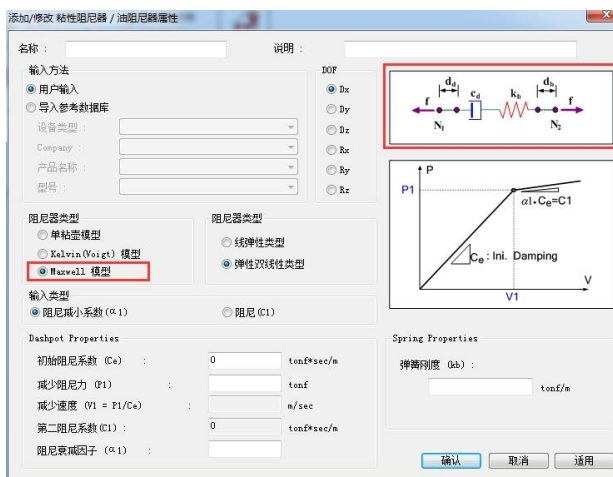 添加/修改 粘性阻尼器 / 油阻尼器属性
名称 :
说明 :
输入方法
用户输入
导入参考数据库
设备类型 :
Company :
产品名称 :
型号 :
DOF
Dx
Dy
Dz
Rx
Ry
Rz
d_d
c_d
k_b
d_b
f
f
N₁
N₂
P
P1
α1·Ce=C1
Ce : Ini. Damping
V
V1
阻尼器类型
单粘壶模型
Kelvin(Voigt) 模型
Maxwell 模型
阻尼器类型
线弹性类型
弹性双线性类型
输入类型
阻尼减小系数(α1)
阻尼(C1)
Dashpot Properties
初始阻尼系数 (Ce) : 0 tonf*sec/m
减少阻尼力 (P1) : tonf
减少速度 (V1 = P1/Ce) : m/sec
第二阻尼系数(C1) : 0 tonf*sec/m
阻尼衰减因子 (α1) :
Spring Properties
弹簧刚度 (kb) :
tonf/m
确认
取消
适用